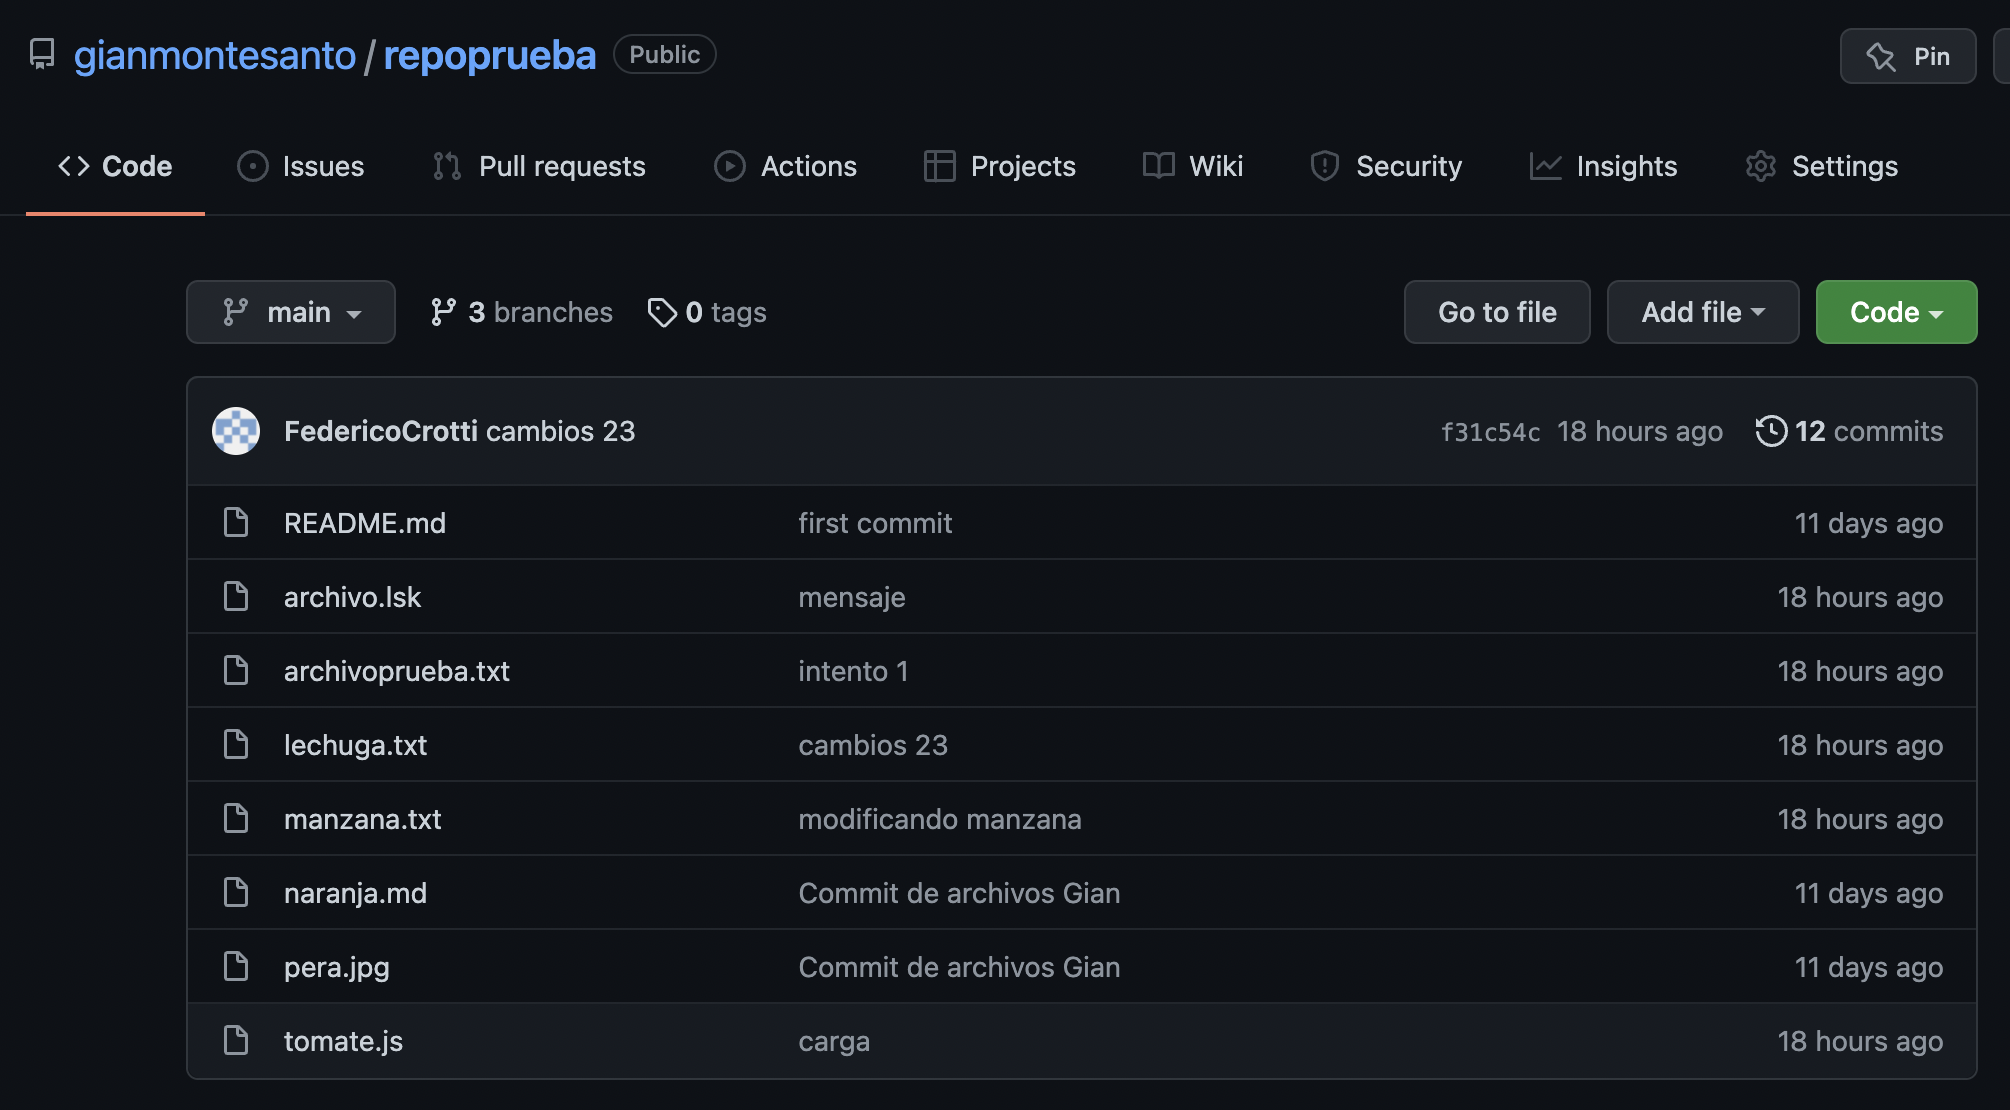 gianmontesanto / repoprueba Public Pin
Code Issues Pull requests Actions Projects Wiki Security Insights Settings
main 3 branches 0 tags Go to file Add file Code
FedericoCrotti cambios 23 f31c54c 18 hours ago 12 commits
README.md first commit 11 days ago
archivo.lsk mensaje 18 hours ago
archivoprueba.txt intento 1 18 hours ago
lechuga.txt cambios 23 18 hours ago
manzana.txt modificando manzana 18 hours ago
naranja.md Commit de archivos Gian 11 days ago
pera.jpg Commit de archivos Gian 11 days ago
tomate.js carga 18 hours ago